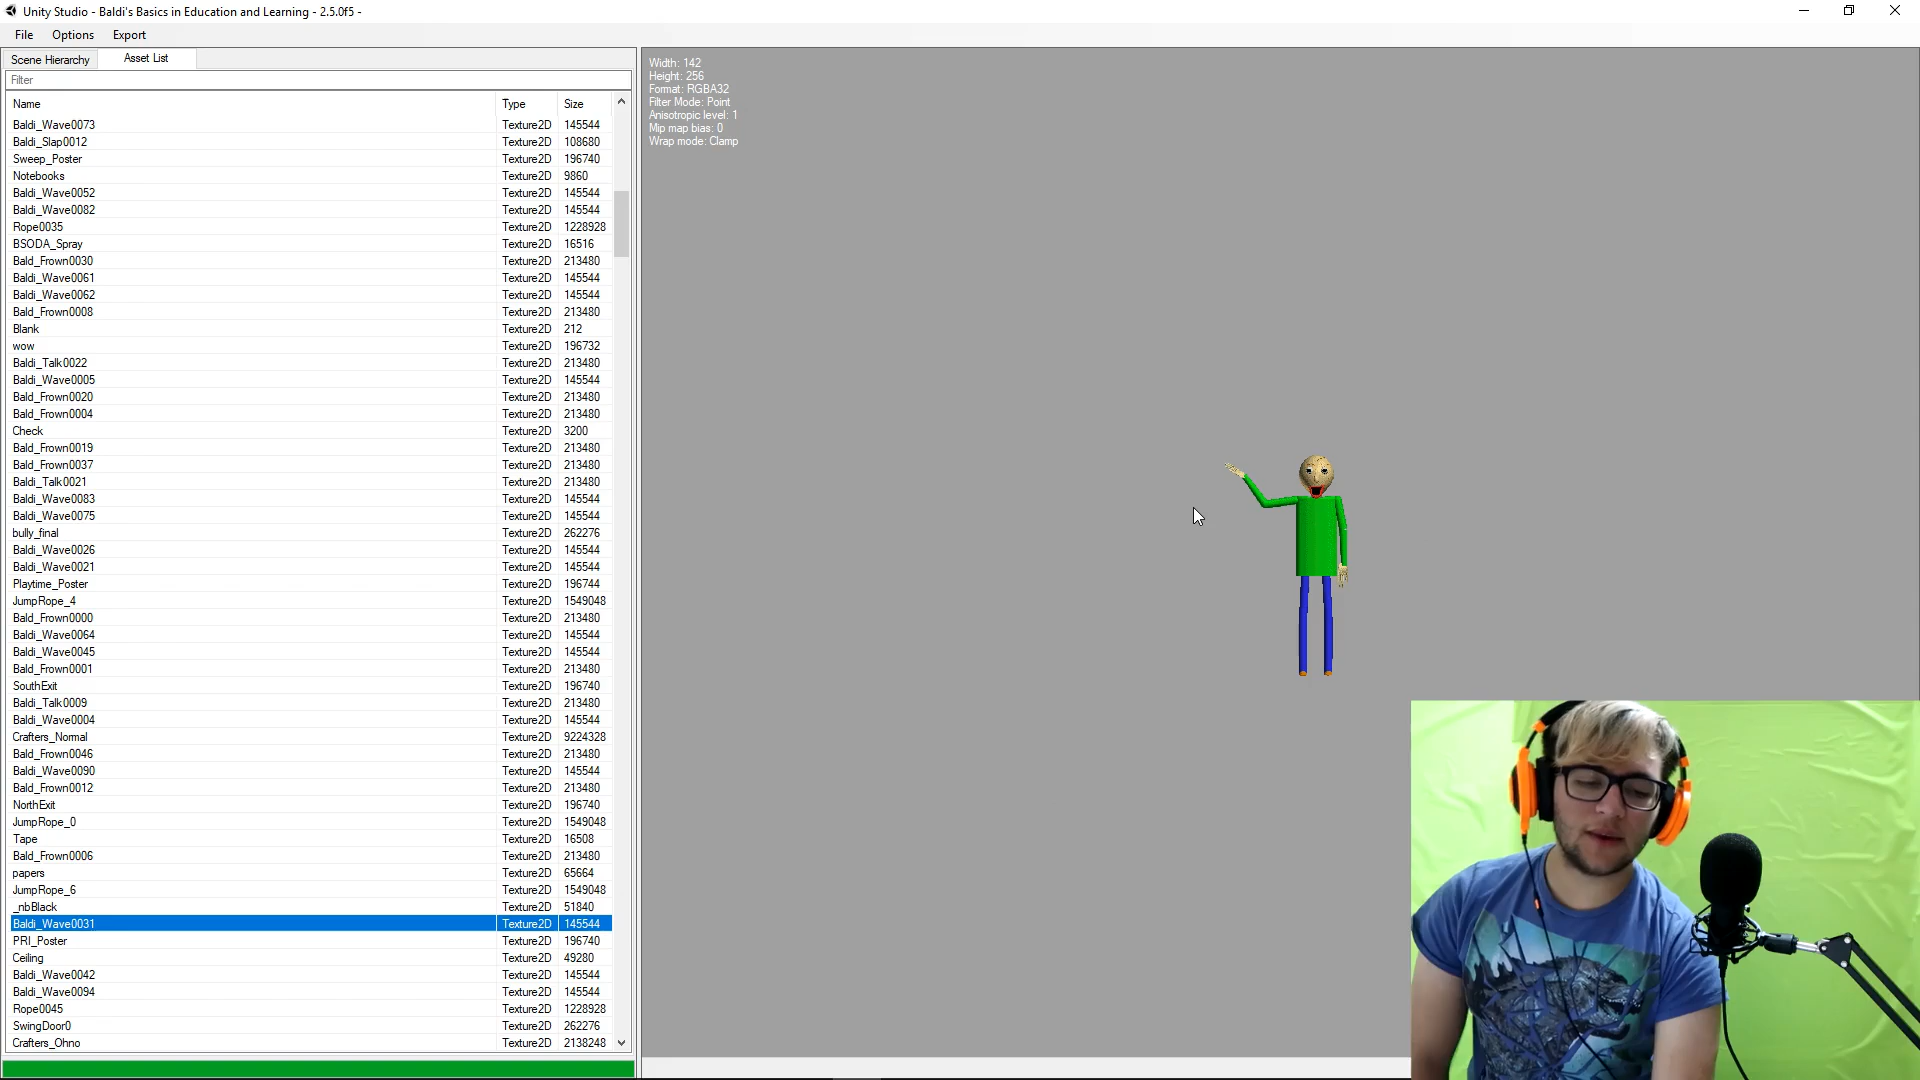 Unity Studio - Baldi's Basics in Education and Learning - 2.5.0f5 -
File Options Export
Scene Hierarchy Asset List
Filter
Name Type Size
Baldi_Wave0073 Texture2D 145544
Baldi_Slap0012 Texture2D 108680
Sweep_Poster Texture2D 196740
Notebooks Texture2D 9860
Baldi_Wave0052 Texture2D 145544
Baldi_Wave0082 Texture2D 145544
Rope0035 Texture2D 1228928
BSODA_Spray Texture2D 16516
Bald_Frown0030 Texture2D 213480
Baldi_Wave0061 Texture2D 145544
Baldi_Wave0062 Texture2D 145544
Bald_Frown0008 Texture2D 213480
Blank Texture2D 212
wow Texture2D 196732
Baldi_Talk0022 Texture2D 213480
Baldi_Wave0005 Texture2D 145544
Bald_Frown0020 Texture2D 213480
Bald_Frown0004 Texture2D 213480
Check Texture2D 3200
Bald_Frown0019 Texture2D 213480
Bald_Frown0037 Texture2D 213480
Baldi_Talk0021 Texture2D 213480
Baldi_Wave0083 Texture2D 145544
Baldi_Wave0075 Texture2D 145544
bully_final Texture2D 262276
Baldi_Wave0026 Texture2D 145544
Baldi_Wave0021 Texture2D 145544
Playtime_Poster Texture2D 196744
JumpRope_4 Texture2D 1549048
Bald_Frown0000 Texture2D 213480
Baldi_Wave0064 Texture2D 145544
Baldi_Wave0045 Texture2D 145544
Bald_Frown0001 Texture2D 213480
SouthExit Texture2D 196740
Baldi_Talk0009 Texture2D 213480
Baldi_Wave0004 Texture2D 145544
Crafters_Normal Texture2D 9224328
Bald_Frown0046 Texture2D 213480
Baldi_Wave0090 Texture2D 145544
Bald_Frown0012 Texture2D 213480
NorthExit Texture2D 196740
JumpRope_0 Texture2D 1549048
Tape Texture2D 16508
Bald_Frown0006 Texture2D 213480
papers Texture2D 65664
JumpRope_6 Texture2D 1549048
_nbBlack Texture2D 51840
Baldi_Wave0031 Texture2D 145544
PRI_Poster Texture2D 196740
Ceiling Texture2D 49280
Baldi_Wave0042 Texture2D 145544
Baldi_Wave0094 Texture2D 145544
Rope0045 Texture2D 1228928
SwingDoor0 Texture2D 262276
Crafters_Ohno Texture2D 2138248
Width: 142
Height: 256
Format: RGBA32
Filter Mode: Point
Anisotropic level: 1
Mip map bias: 0
Wrap mode: Clamp